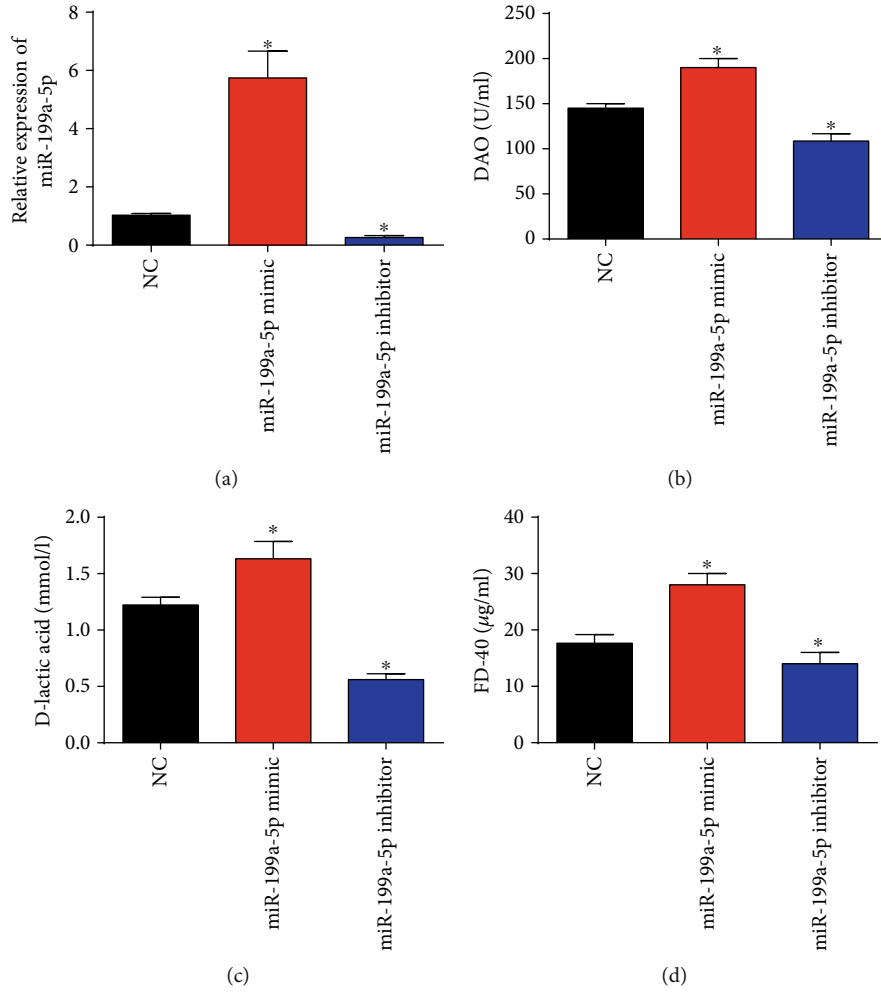 Relative expression of
miR-199a-5p
8
6
4
2
0
*
*
NC
miR-199a-5p mimic
miR-199a-5p inhibitor
(a)
DAO (U/ml)
250
200
150
100
50
0
*
*
NC
miR-199a-5p mimic
miR-199a-5p inhibitor
(b)
D-lactic acid (mmol/l)
2.0
1.5
1.0
0.5
0.0
*
*
NC
miR-199a-5p mimic
miR-199a-5p inhibitor
(c)
FD-40 (μg/ml)
40
30
20
10
0
*
*
NC
miR-199a-5p mimic
miR-199a-5p inhibitor
(d)